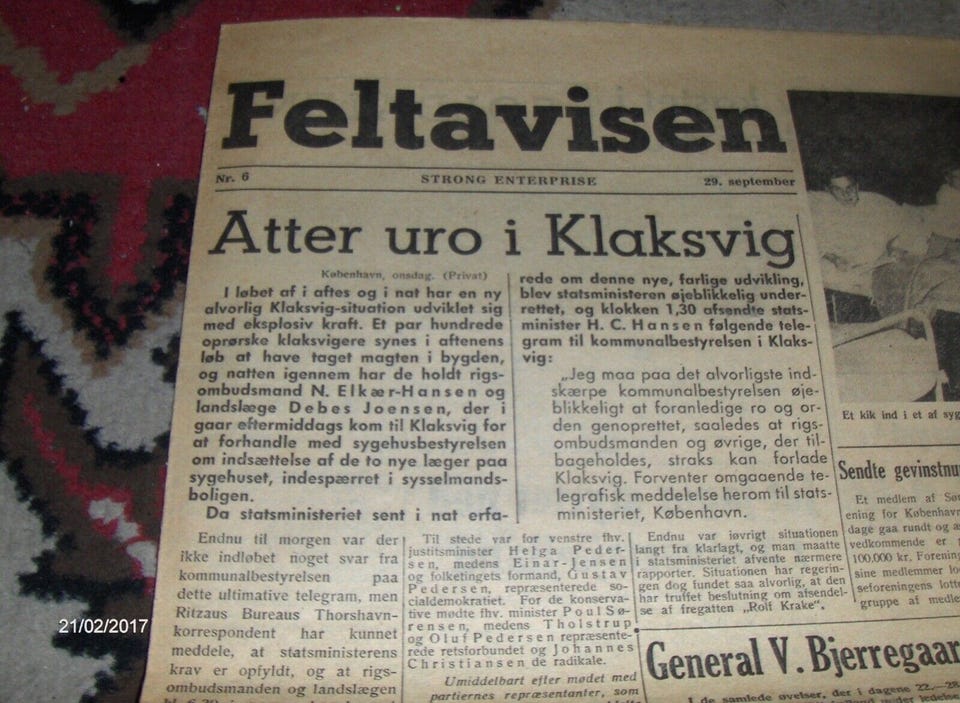 Feltavisen
Nr. 6
STRONG ENTERPRISE
29. september
Atter uro i Klaksvig
København, onsdag. (Privat)
I løbet af i aftes og i nat har en ny
alvorlig Klaksvig-situation udviklet sig
med eksplosiv kraft. Et par hundrede
oprørske klaksvigere synes i aftenens
løb at have taget magten i bygden,
og natten igennem har de holdt rigs-
ombudsmand N. Elkær-Hansen og
landslæge Debes Joensen, der i
gaar eftermiddags kom til Klaksvig for
at forhandle med sygehusbestyrelsen
om indsættelse af de to nye læger paa
sygehuset, indespærret i sysselmands-
boligen.
Da statsministeriet sent i nat erfa-
rede om denne nye, farlige udvikling,
blev statsministeren øjeblikkelig under-
rettet, og klokken 1,30 afsendte stats-
minister H. C. Hansen følgende tele-
gram til kommunalbestyrelsen i Klaks-
vig:
„Jeg maa paa det alvorligste ind-
skærpe kommunalbestyrelsen øje-
blikkeligt at foranledige ro og or-
den genoprettet, saaledes at rigs-
ombudsmanden og øvrige, der til-
bageholdes, straks kan forlade
Klaksvig. Forventer omgaaende te-
legrafisk meddelelse herom til stats-
ministeriet, København.
Endnu til morgen var der
ikke indløbet noget svar fra
kommunalbestyrelsen paa
dette ultimative telegram, men
Ritzaus Bureaus Thorshavn-
korrespondent har kunnet
meddele, at statsministerens
krav er opfyldt, og at rigs-
ombudsmanden og landslægen
Til stede var for venstre fhv.
justitsminister Helga Peder-
sen, medens Einar-Jensen
og folketingets formand, Gustav
Pedersen, repræsenterede so-
cialdemokratiet. For de konserva-
tive mødte fhv. minister Poul Sø-
rensen, medens Tholstrup
og Oluf Pedersen repræsente-
rede retsforbundet og Johannes
Christiansen de radikale.
Umiddelbart efter mødet med
partiernes repræsentanter, som
Endnu var iøvrigt situationen
langt fra klarlagt, og man maatte
i statsministeriet afvente nærmere
rapporter. Situationen har regerin-
gen dog fundet saa alvorlig, at den
har truffet beslutning om afsendel-
se af fregatten „Rolf Krake".
Et kik ind i et af syg
Sendte gevinstnu
Et medlem af Sø
ening for København
dage gaa rundt og
vedkommende er
100.000 kr. Forenin
sine medlemmer lo
seforeningens lotte
gruppe af medle
General V. Bjerregaar
I de samlede øvelser, der i dagene 22.—28.
21/02/2017